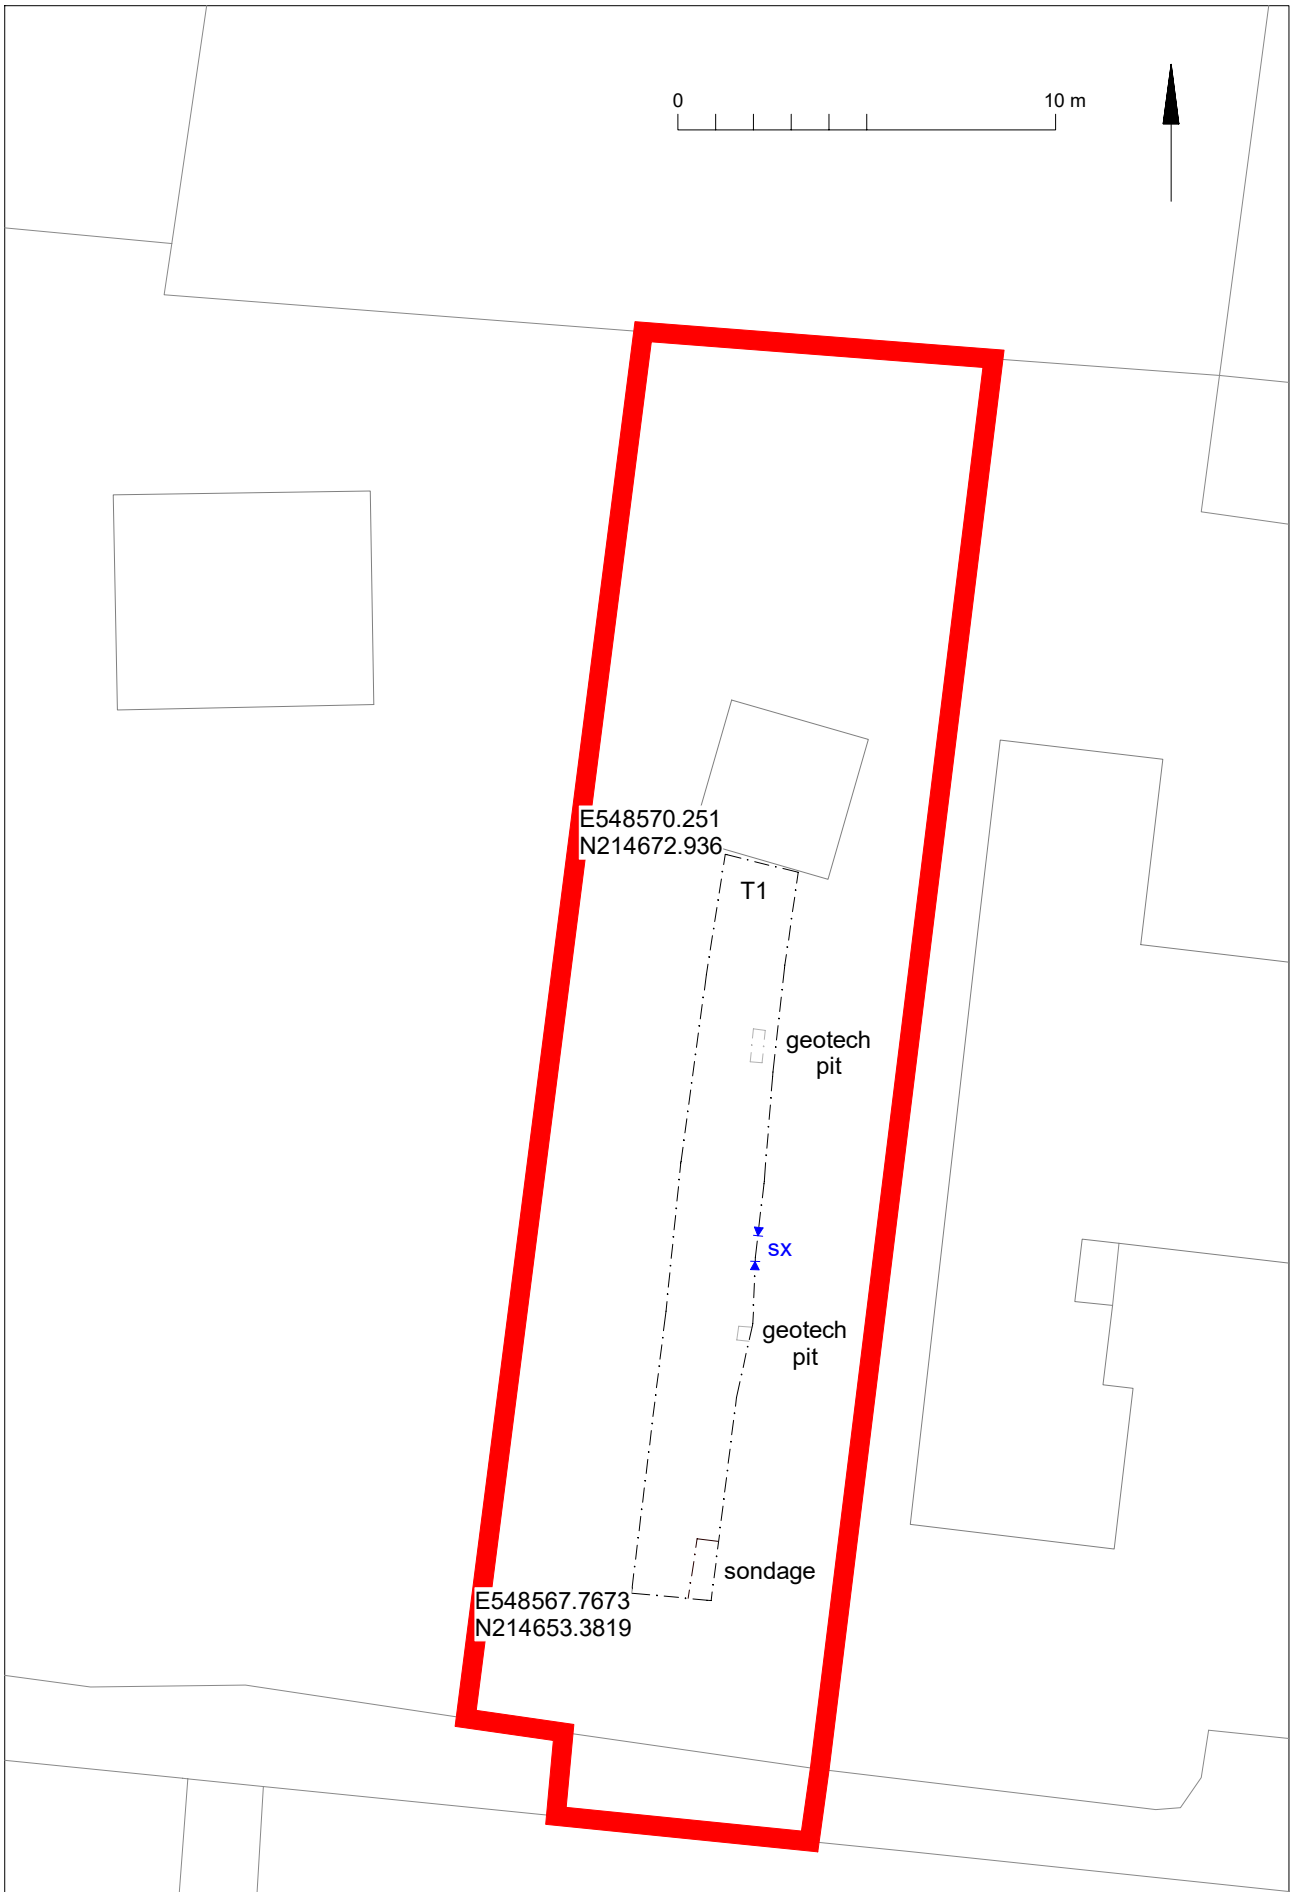 0 10 m
E548570.251
N214672.936
T1
geotech
pit
sx
geotech
pit
sondage
E548567.7673
N214653.3819